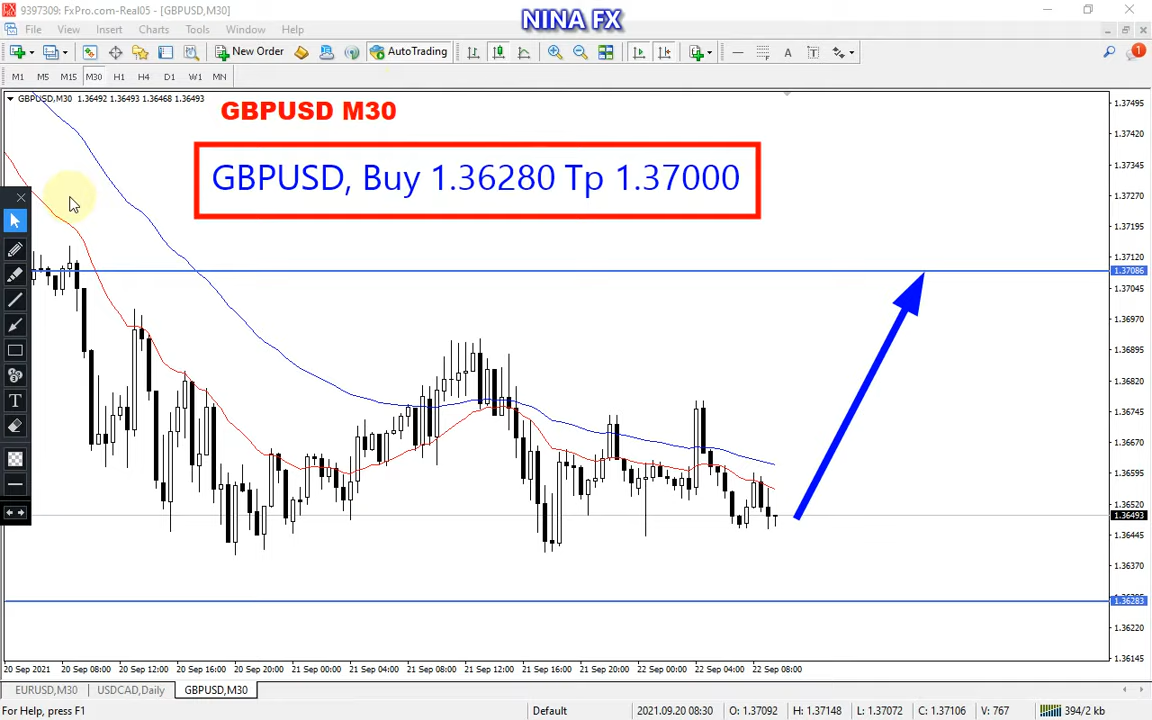 9397309: FxPro.com-Real05 - [GBPUSD,M30]
NINA FX
File View Insert Charts Tools Window Help
New Order AutoTrading
1
M1 M5 M15 M30 H1 H4 D1 W1 MN
GBPUSD,M30 1.36492 1.36493 1.36468 1.36493
GBPUSD M30
GBPUSD, Buy 1.36280 Tp 1.37000
1.37495
1.37420
1.37345
1.37270
1.37195
1.37120
1.37086
1.37045
1.36970
1.36895
1.36820
1.36745
1.36670
1.36595
1.36520
1.36493
1.36445
1.36370
1.36283
1.36220
1.36145
20 Sep 2021 20 Sep 08:00 20 Sep 12:00 20 Sep 16:00 20 Sep 20:00 21 Sep 00:00 21 Sep 04:00 21 Sep 08:00 21 Sep 12:00 21 Sep 16:00 21 Sep 20:00 22 Sep 00:00 22 Sep 04:00 22 Sep 08:00
EURUSD,M30 USDCAD,Daily GBPUSD,M30
For Help, press F1 Default 2021.09.20 08:30 O: 1.37092 H: 1.37148 L: 1.37072 C: 1.37106 V: 767 394/2 kb